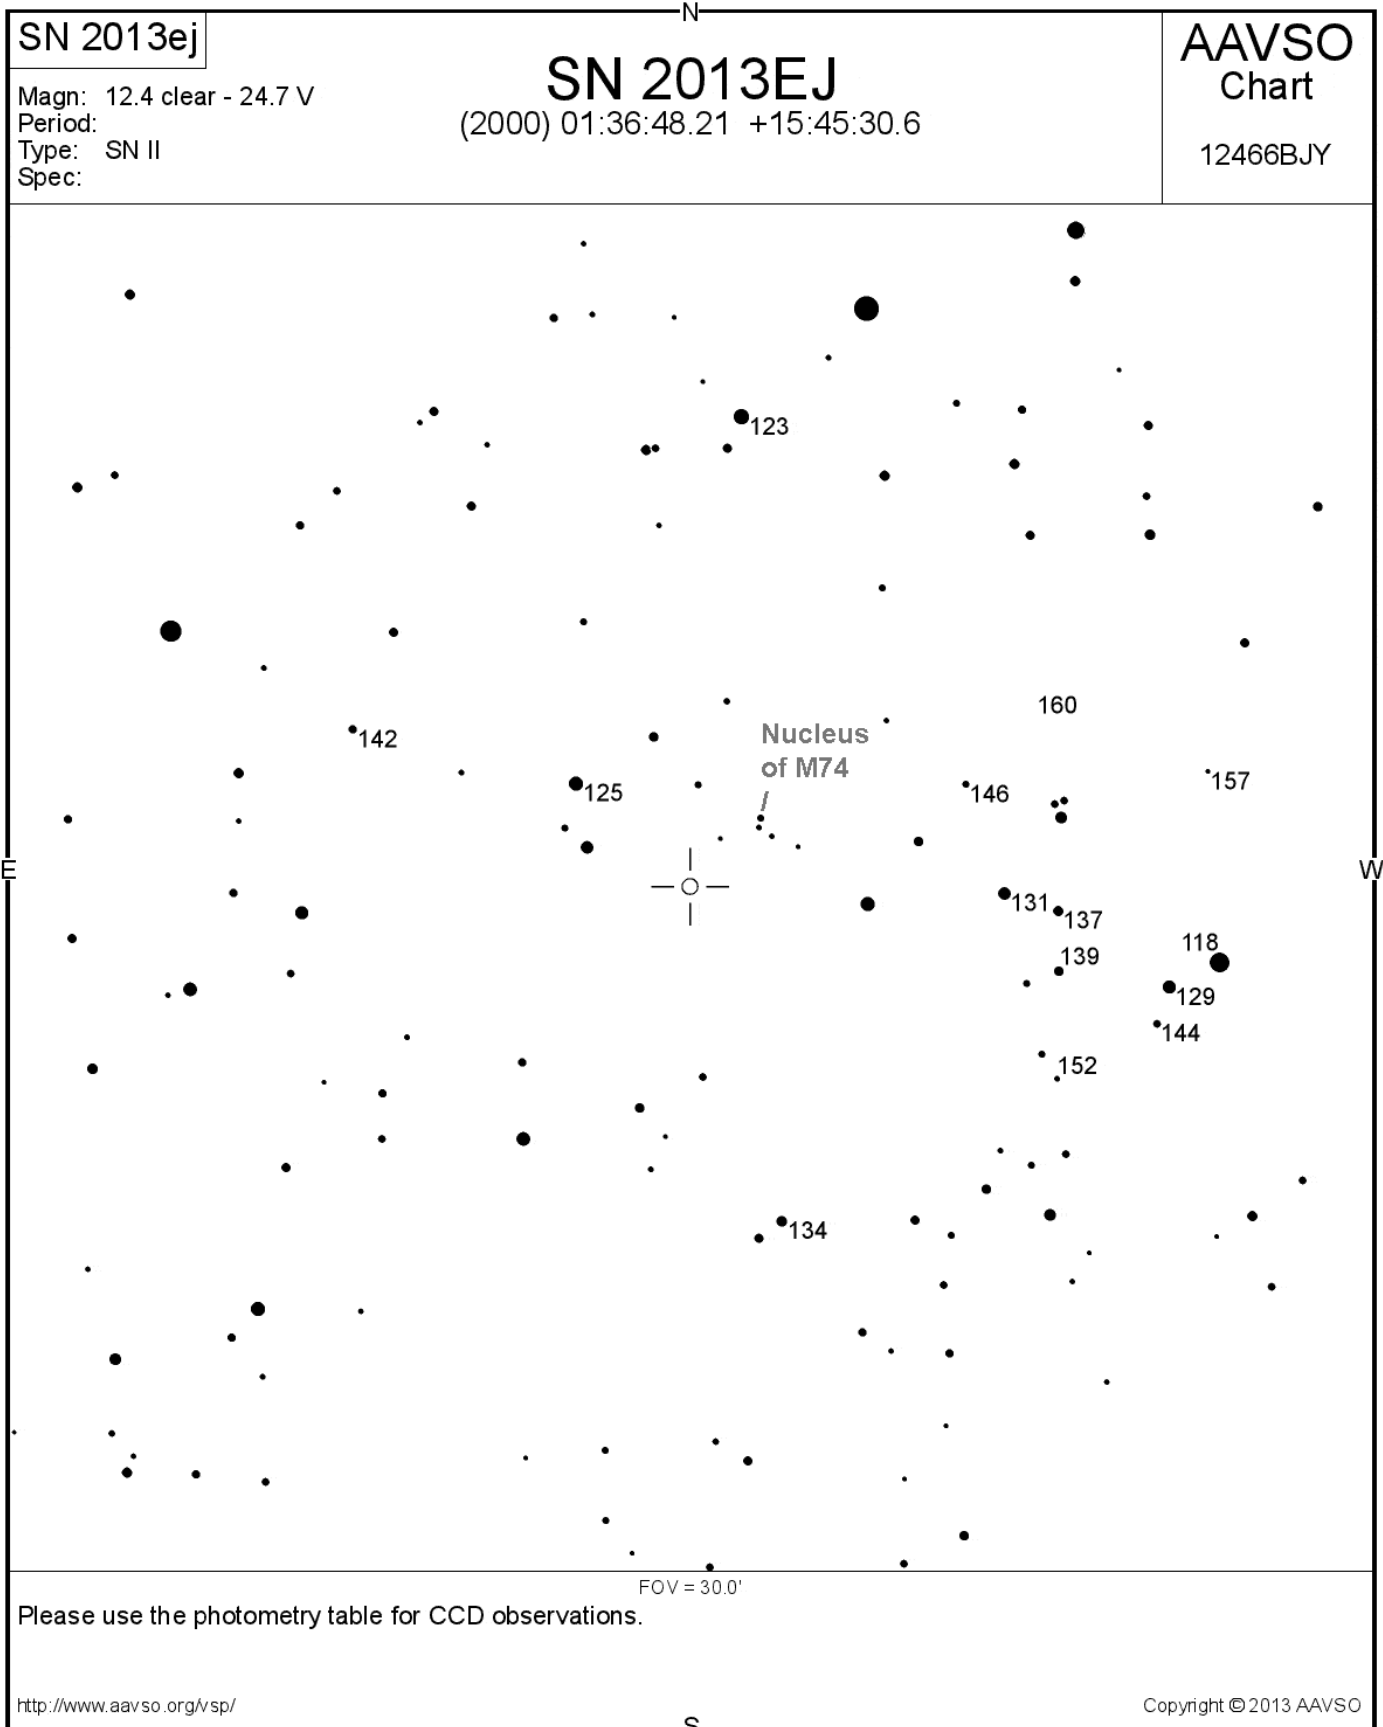 N
SN 2013ej
SN 2013EJ
(2000) 01:36:48.21 +15:45:30.6
Magn: 12.4 clear - 24.7 V
Period:
Type: SN II
Spec:
AAVSO
Chart
12466BJY
123
160
Nucleus
of M74
142
125
146
157
E
W
131
137
118
139
129
144
152
134
FOV = 30.0'
Please use the photometry table for CCD observations.
http://www.aavso.org/vsp/
Copyright © 2013 AAVSO
S